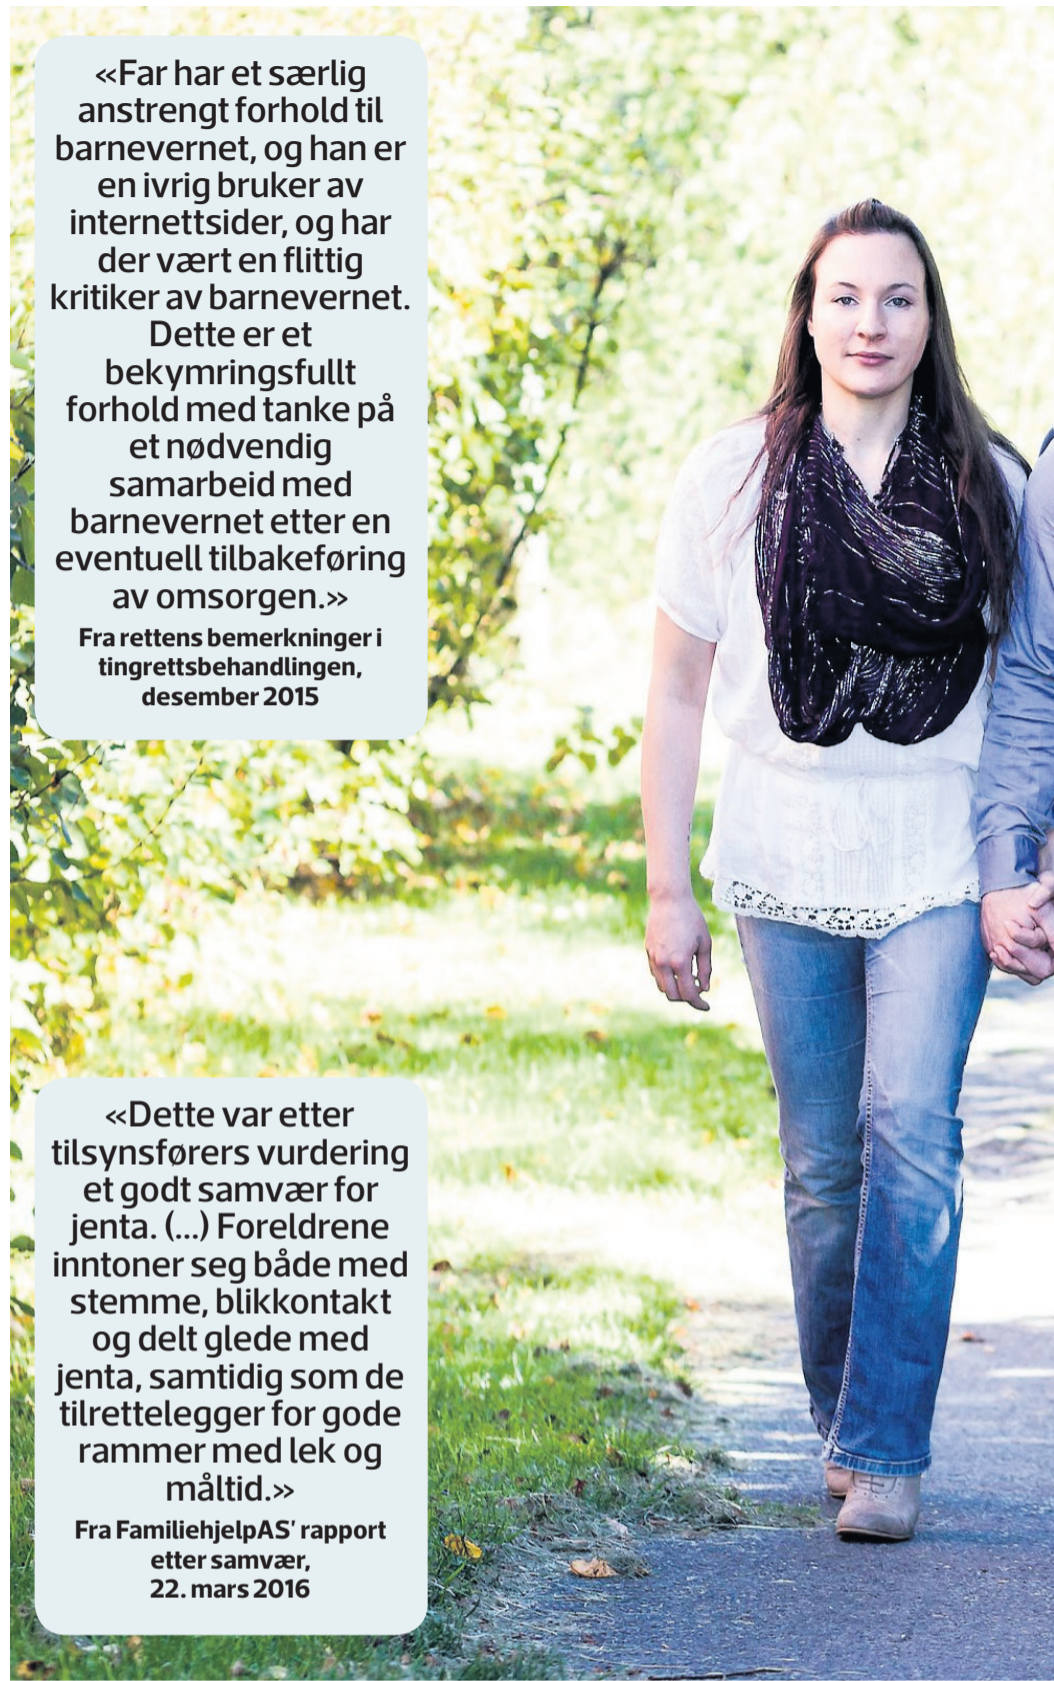 «Far har et særlig
anstrengt forhold til
barnevernet, og han er
en ivrig bruker av
internettsider, og har
der vært en flittig
kritiker av barnevernet.
Dette er et
bekymringsfullt
forhold med tanke på
et nødvendig
samarbeid med
barnevernet etter en
eventuell tilbakeføring
av omsorgen.»
Fra rettens bemerkninger i
tingrettsbehandlingen,
desember 2015
«Dette var etter
tilsynsførers vurdering
et godt samvær for
jenta. (...) Foreldrene
inntoner seg både med
stemme, blikkontakt
og delt glede med
jenta, samtidig som de
tilrettelegger for gode
rammer med lek og
måltid.»
Fra FamiliehjelpAS’ rapport
etter samvær,
22. mars 2016